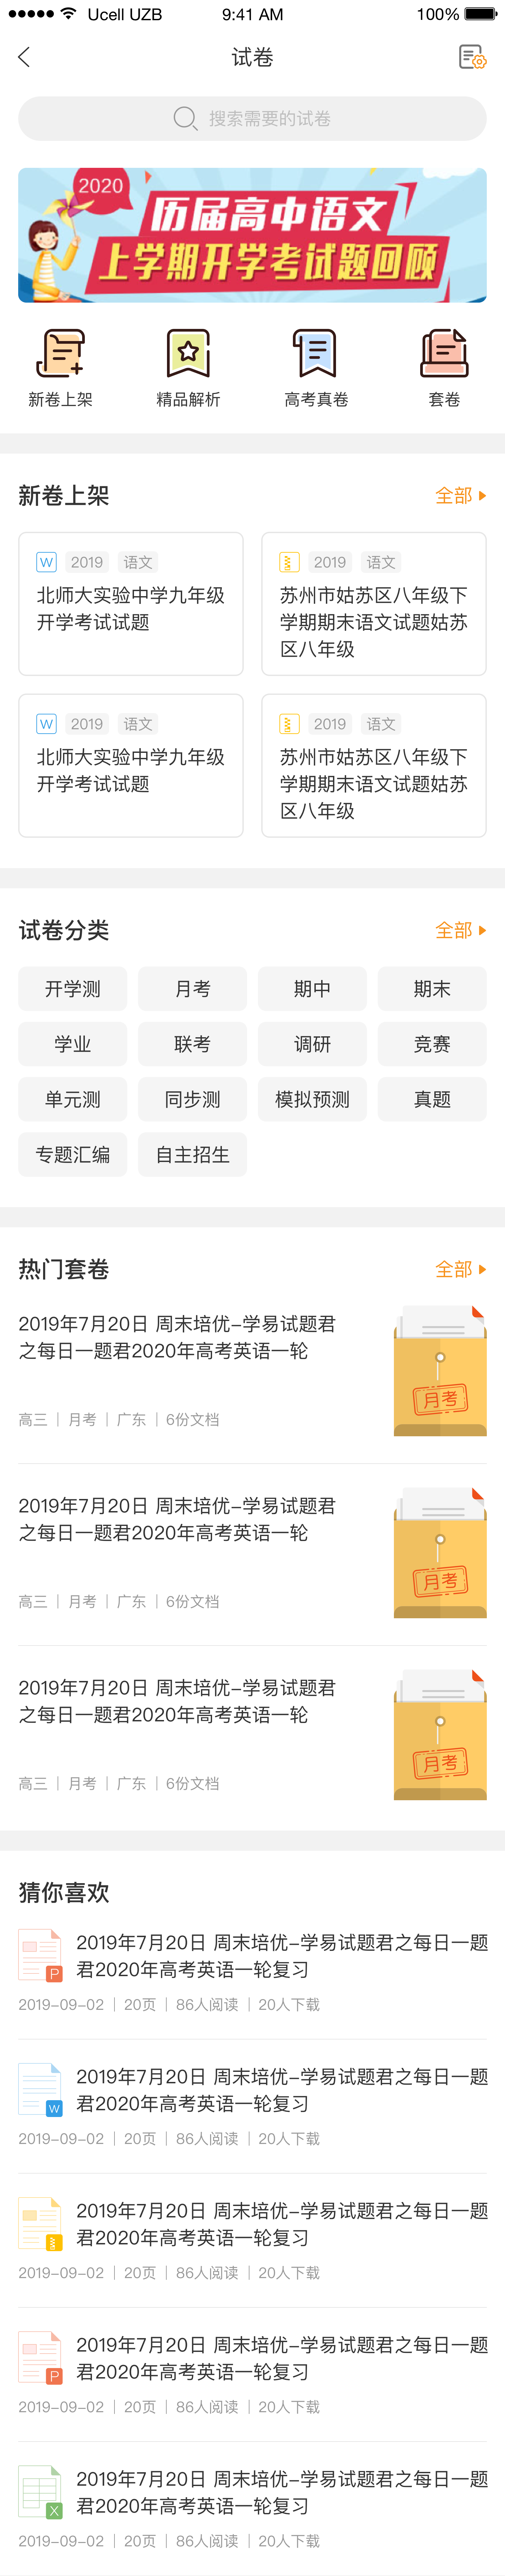 Ucell UZB 9:41 AM 100%
试卷
搜索需要的试卷
2020
历届高中语文
上学期开学考试题回顾
新卷上架 精品解析 高考真卷 套卷
新卷上架 全部
W 2019 语文
北师大实验中学九年级
开学考试试题
2019 语文
苏州市姑苏区八年级下
学期期末语文试题姑苏
区八年级
W 2019 语文
北师大实验中学九年级
开学考试试题
2019 语文
苏州市姑苏区八年级下
学期期末语文试题姑苏
区八年级
试卷分类 全部
开学测 月考 期中 期末
学业 联考 调研 竞赛
单元测 同步测 模拟预测 真题
专题汇编 自主招生
热门套卷 全部
2019年7月20日 周末培优-学易试题君
之每日一题君2020年高考英语一轮
高三 | 月考 | 广东 | 6份文档
月考
2019年7月20日 周末培优-学易试题君
之每日一题君2020年高考英语一轮
高三 | 月考 | 广东 | 6份文档
月考
2019年7月20日 周末培优-学易试题君
之每日一题君2020年高考英语一轮
高三 | 月考 | 广东 | 6份文档
月考
猜你喜欢
P
2019年7月20日 周末培优-学易试题君之每日一题
君2020年高考英语一轮复习
2019-09-02 | 20页 | 86人阅读 | 20人下载
W
2019年7月20日 周末培优-学易试题君之每日一题
君2020年高考英语一轮复习
2019-09-02 | 20页 | 86人阅读 | 20人下载
2019年7月20日 周末培优-学易试题君之每日一题
君2020年高考英语一轮复习
2019-09-02 | 20页 | 86人阅读 | 20人下载
P
2019年7月20日 周末培优-学易试题君之每日一题
君2020年高考英语一轮复习
2019-09-02 | 20页 | 86人阅读 | 20人下载
X
2019年7月20日 周末培优-学易试题君之每日一题
君2020年高考英语一轮复习
2019-09-02 | 20页 | 86人阅读 | 20人下载